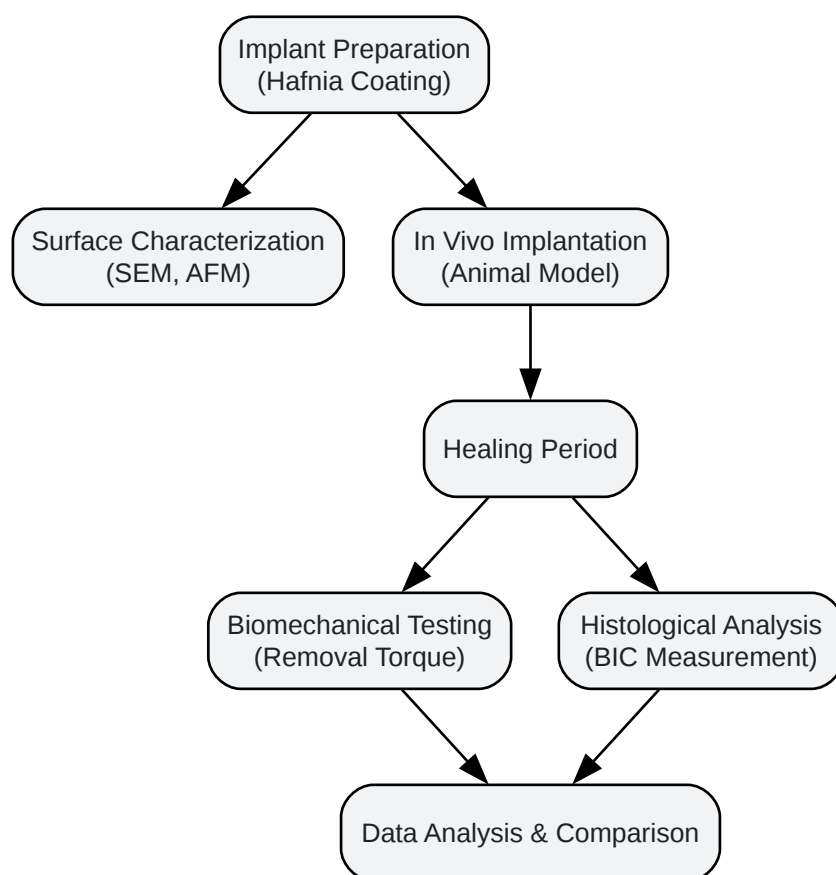 Implant Preparation
(Hafnia Coating)
Surface Characterization
(SEM, AFM)
In Vivo Implantation
(Animal Model)
Healing Period
Biomechanical Testing
(Removal Torque)
Histological Analysis
(BIC Measurement)
Data Analysis & Comparison